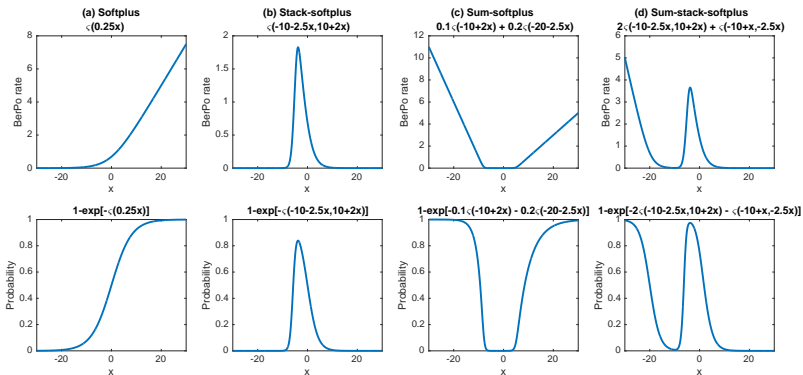 (a) Softplus
ς(0.25x)
BerPo rate
8
6
4
2
0
-20
0
20
x
(b) Stack-softplus
ς(-10-2.5x,10+2x)
BerPo rate
2
1.5
1
0.5
0
-20
0
20
x
(c) Sum-softplus
0.1ς(-10+2x) + 0.2ς(-20-2.5x)
BerPo rate
12
10
8
6
4
2
0
-20
0
20
x
(d) Sum-stack-softplus
2ς(-10-2.5x,10+2x) + ς(-10+x,-2.5x)
BerPo rate
6
5
4
3
2
1
0
-20
0
20
x
1-exp[-ς(0.25x)]
Probability
1
0.8
0.6
0.4
0.2
0
-20
0
20
x
1-exp[-ς(-10-2.5x,10+2x)]
Probability
1
0.8
0.6
0.4
0.2
0
-20
0
20
x
1-exp[-0.1ς(-10+2x) - 0.2ς(-20-2.5x)]
Probability
1
0.8
0.6
0.4
0.2
0
-20
0
20
x
1-exp[-2ς(-10-2.5x,10+2x) - ς(-10+x,-2.5x)]
Probability
1
0.8
0.6
0.4
0.2
0
-20
0
20
x